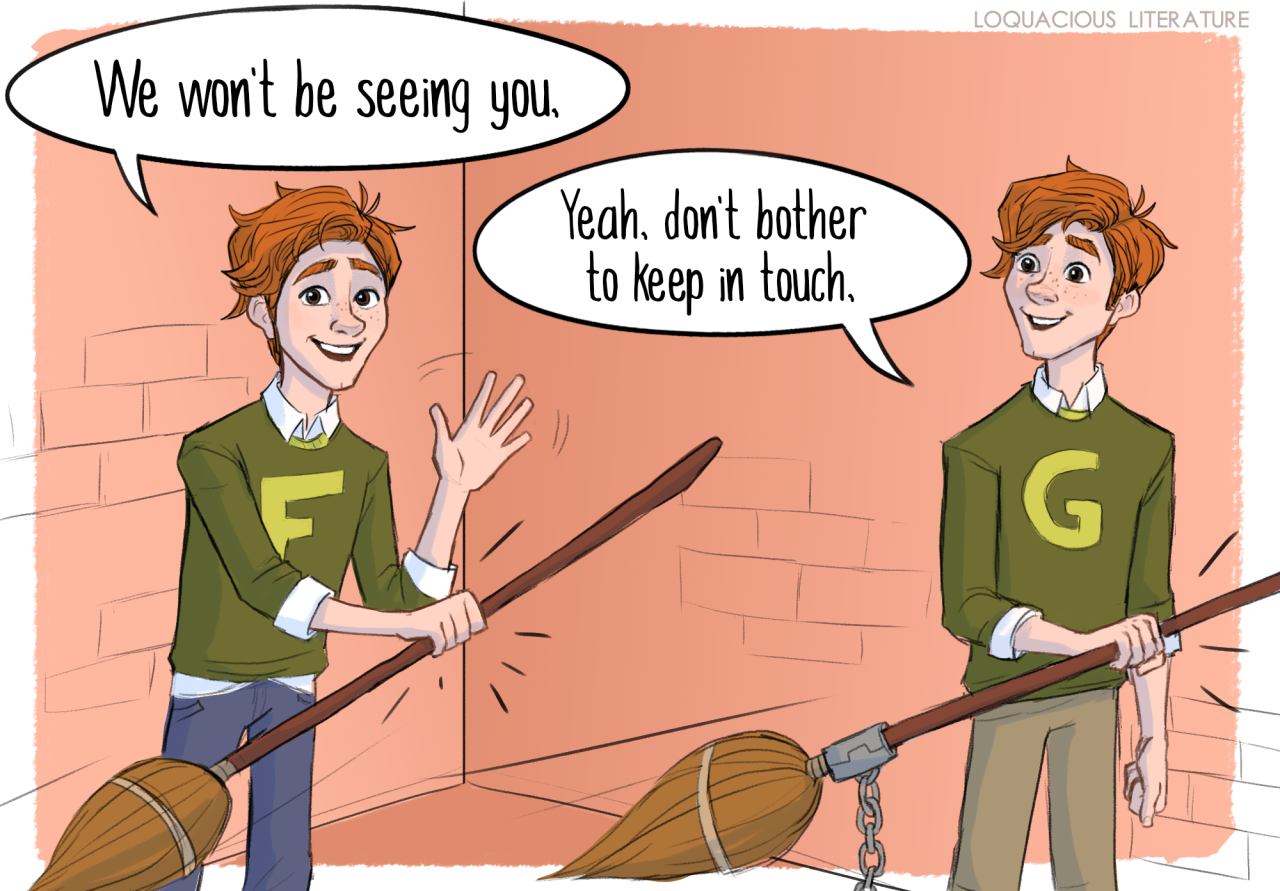 LOQUACIOUS LITERATURE
We won't be seeing you,
Yeah, don't bother
to keep in touch,
F
G